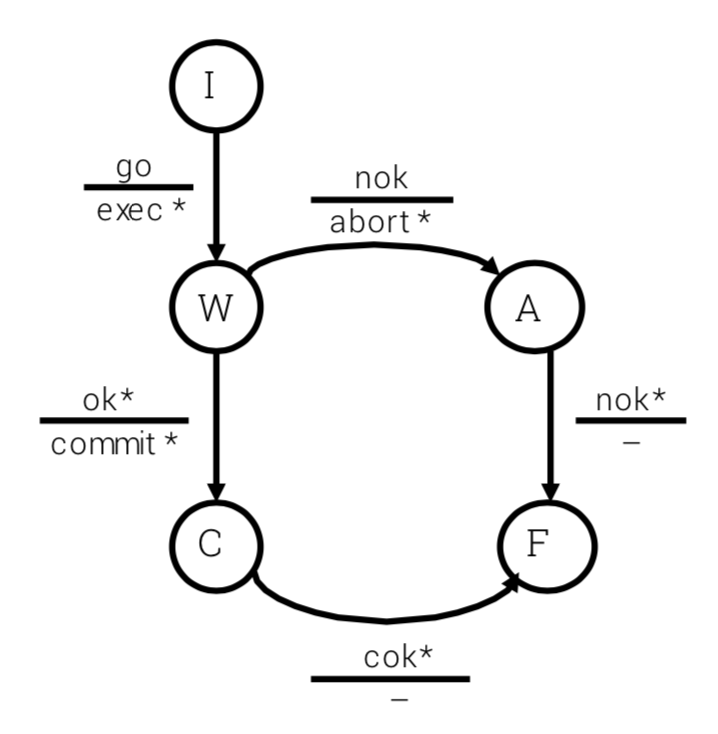 I
go
exec *
nok
abort *
W
A
ok*
commit *
nok*
–
C
F
cok*
–